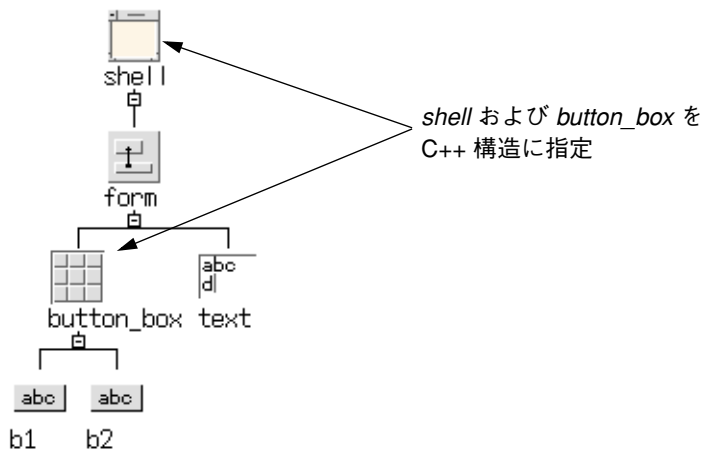 shell
shell および button_box を
C++ 構造に指定
form
abc
d
button_box
text
abc
abc
b1
b2